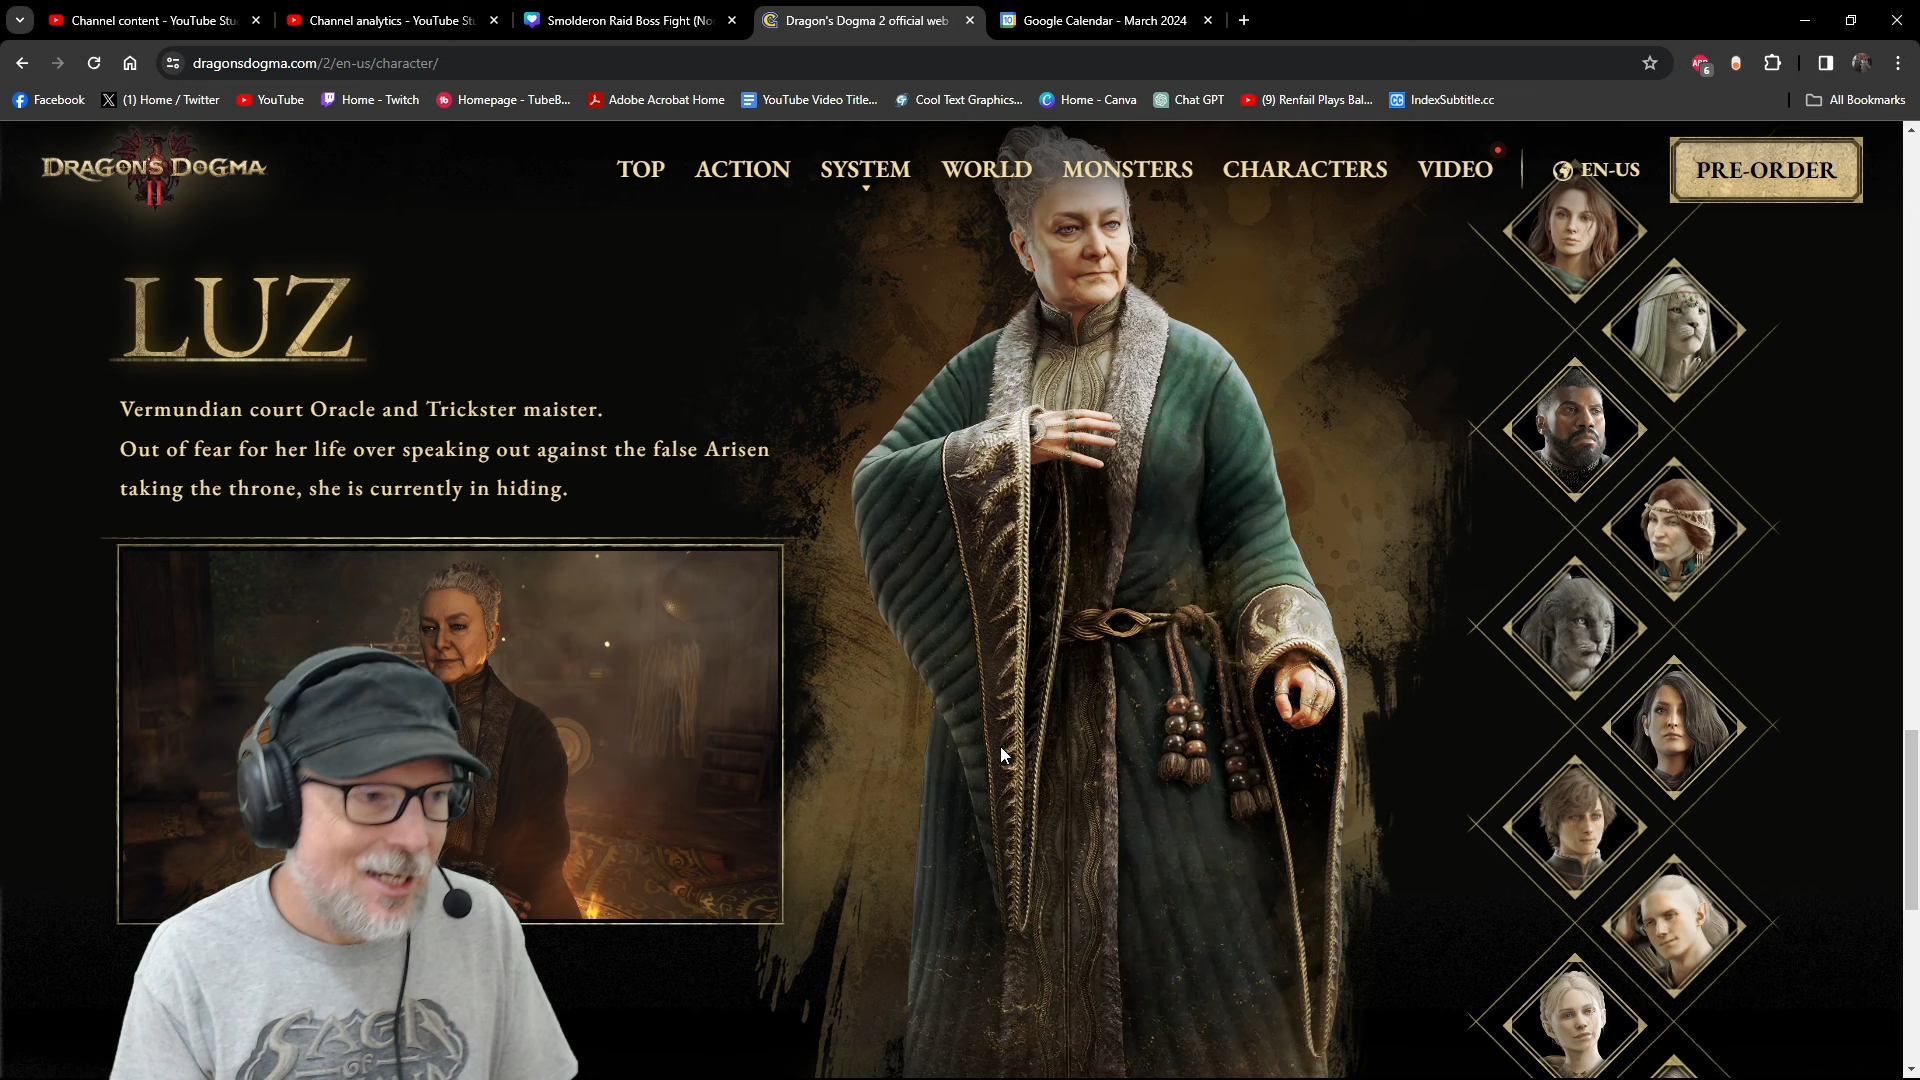 Channel content - YouTube Stu
Channel analytics - YouTube Stu
Smolderon Raid Boss Fight (No
Dragon's Dogma 2 official web
Google Calendar - March 2024
dragonsdogma.com/2/en-us/character/
ABP
6
Facebook
(1) Home / Twitter
YouTube
Home - Twitch
Homepage - TubeB...
Adobe Acrobat Home
YouTube Video Title...
Cool Text Graphics...
Home - Canva
Chat GPT
(9) Renfail Plays Bal...
IndexSubtitle.cc
All Bookmarks
DRAGON'S DOGMA
II
TOP
ACTION
SYSTEM
WORLD
MONSTERS
CHARACTERS
VIDEO
EN-US
PRE-ORDER
LUZ
Vermundian court Oracle and Trickster maister.
Out of fear for her life over speaking out against the false Arisen
taking the throne, she is currently in hiding.
SAGA
OF